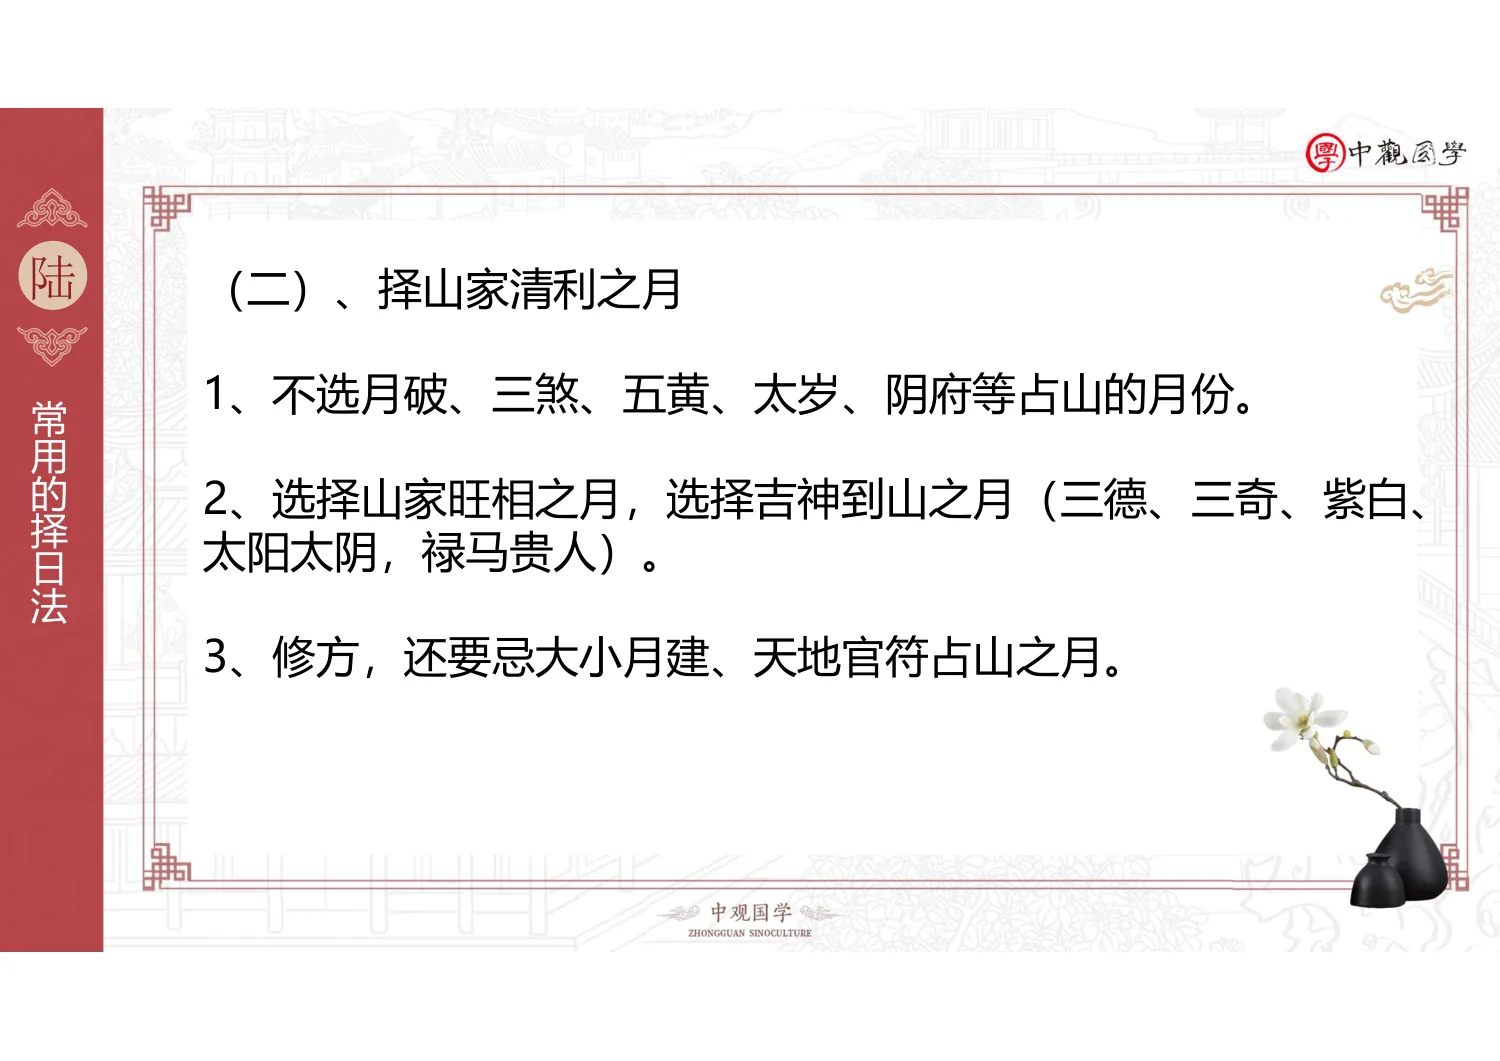 學 中觀国学
陆
常用的择日法
（二）、择山家清利之月
1、不选月破、三煞、五黄、太岁、阴府等占山的月份。
2、选择山家旺相之月，选择吉神到山之月（三德、三奇、紫白、
太阳太阴，禄马贵人）。
3、修方，还要忌大小月建、天地官符占山之月。
中观国学
ZHONGGUAN SINOCULTURE